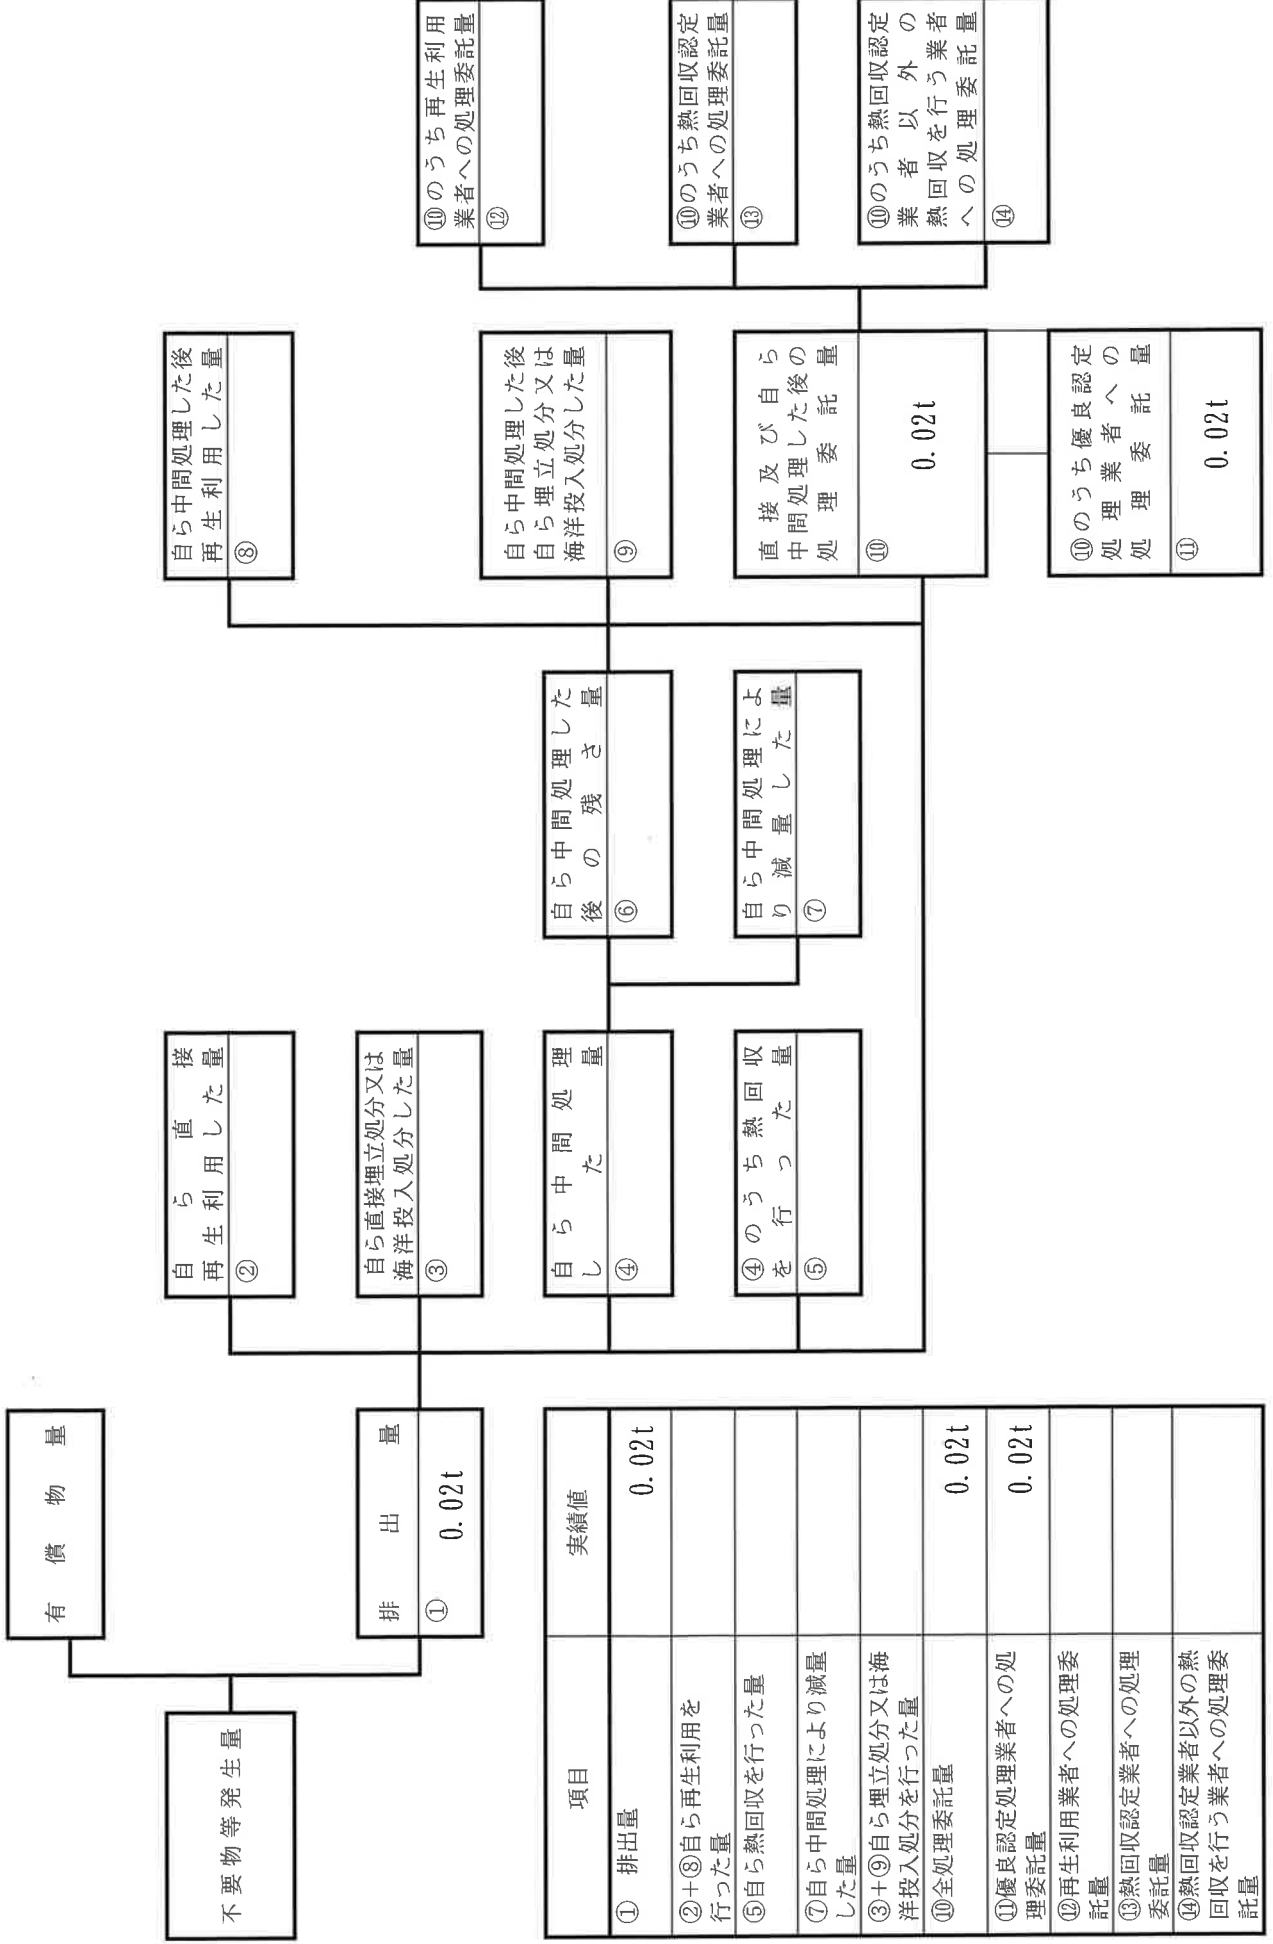 不要物等発生量
有償物量
排出量
① 0.02t
自ら直接
再生利用した量
②
自ら直接埋立処分又は
海洋投入処分した量
③
自ら中間処理
した量
④
④のうち熱回収
を行った量
⑤
自ら中間処理した
後の残さ量
⑥
自ら中間処理によ
り減量した量
⑦
自ら中間処理した後
再生利用した量
⑧
自ら中間処理した後
自ら埋立処分又は
海洋投入処分した量
⑨
直接及び自ら
中間処理した後の
処理委託量
⑩
0.02t
⑩のうち優良認定
処理業者への
処理委託量
⑪
0.02t
⑩のうち再生利用
業者への処理委託量
⑫
⑩のうち熱回収認定
業者への処理委託量
⑬
⑩のうち熱回収認定
業者以外の
熱回収を行う業者
への処理委託量
⑭
項目 実績値
① 排出量 0.02t
②+⑧自ら再生利用を
行った量
⑤自ら熱回収を行った量
⑦自ら中間処理により減量
した量
③+⑨自ら埋立処分又は海
洋投入処分を行った量
⑩全処理委託量 0.02t
⑪優良認定処理業者への処
理委託量 0.02t
⑫再生利用業者への処理委
託量
⑬熱回収認定業者への処理
委託量
⑭熱回収認定業者以外の熱
回収を行う業者への処理委
託量